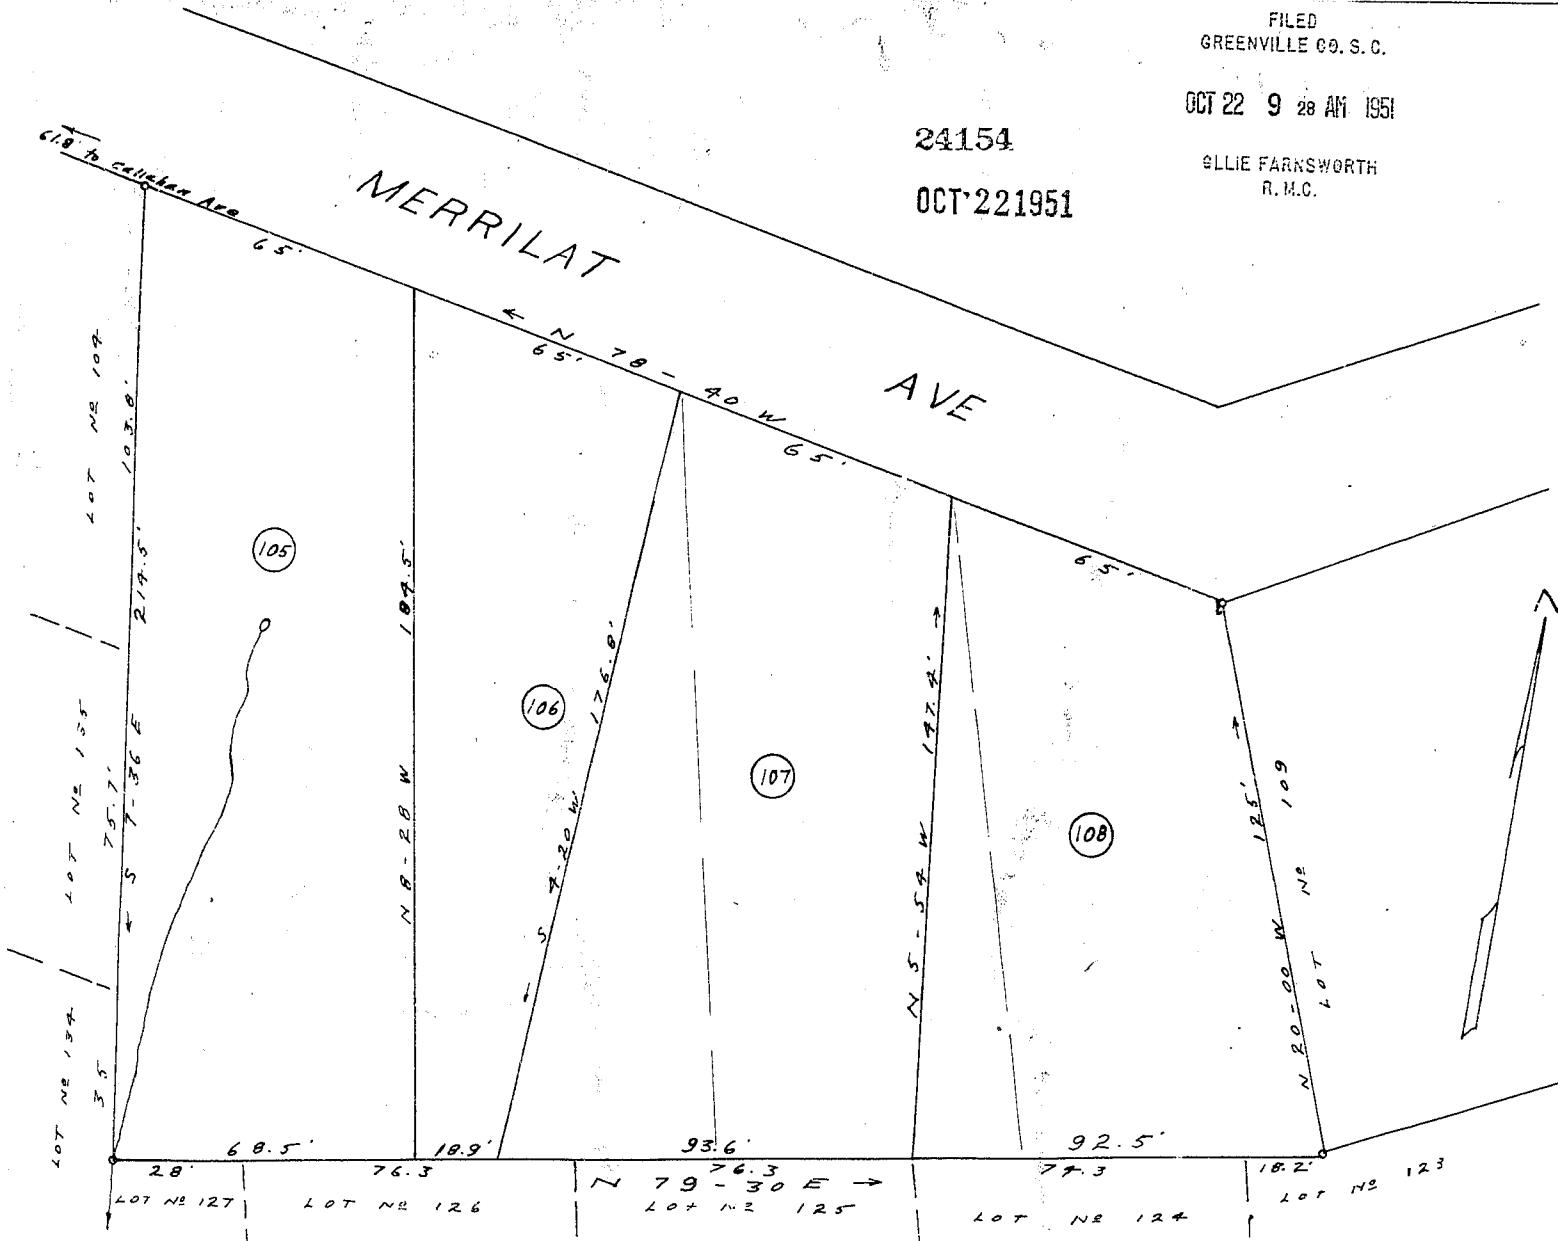 FILED
GREENVILLE CO. S. C.
OCT 22 9 28 AM 1951
OLLIE FARNSWORTH
R. M. C.
24154
OCT 22 1951
61.8' to Callahan Ave
MERRILAT AVE
65'
← N 78 - 40 W
65'
65'
65'
LOT No 104
103.8'
214.5'
105
184.5'
106
176.8'
107
147.4'
108
125'
LOT No 109
LOT No 135
75.7'
← S 7-36 E
N 8-28 W
← S 4-20 W
N 5-54 W
N 20-00 W
LOT No 134
35
68.5'
18.9'
93.6'
92.5'
28'
76.3
76.3
74.3
18.2'
N 79-30 E →
LOT No 127
LOT No 126
LOT No 125
LOT No 124
LOT No 123